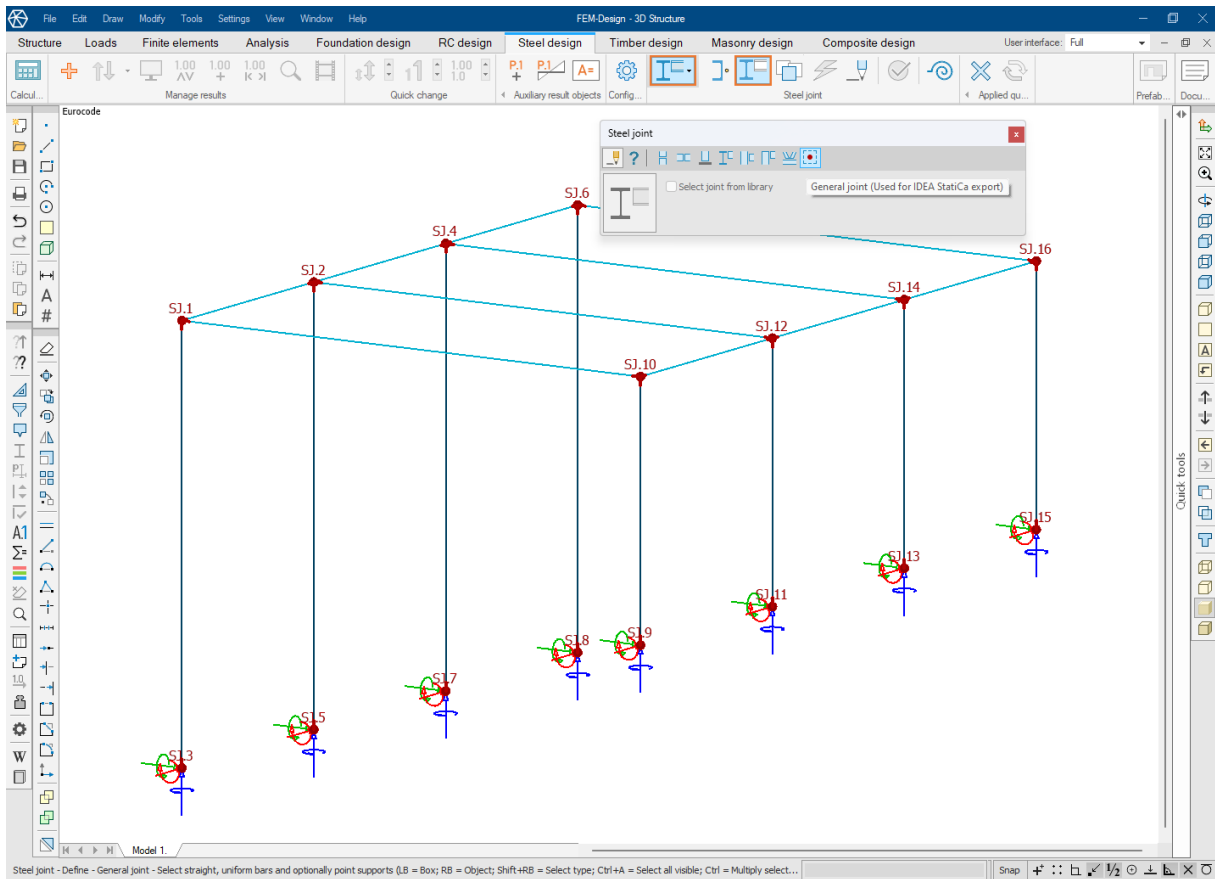 File Edit Draw Modify Tools Settings View Window Help FEM-Design - 3D Structure
Structure Loads Finite elements Analysis Foundation design RC design Steel design Timber design Masonry design Composite design User interface: Full
1.00 1.00 1.00 1.00 1.0 P.1 P.1 A=
Calcul... Manage results Quick change Auxiliary result objects Config... Steel joint Applied qu... Prefab... Docu...
Eurocode
Steel joint
Select joint from library General joint (Used for IDEA StatiCa export)
SJ.6
SJ.4
SJ.16
SJ.2
SJ.14
SJ.1
SJ.12
SJ.10
Quick tools
SJ.15
SJ.13
SJ.11
SJ.8 SJ.9
SJ.7
SJ.5
SJ.3
Model 1.
Steel joint - Define - General joint - Select straight, uniform bars and optionally point supports (LB = Box; RB = Object; Shift+RB = Select type; Ctrl+A = Select all visible; Ctrl = Multiply select... Snap 1/2